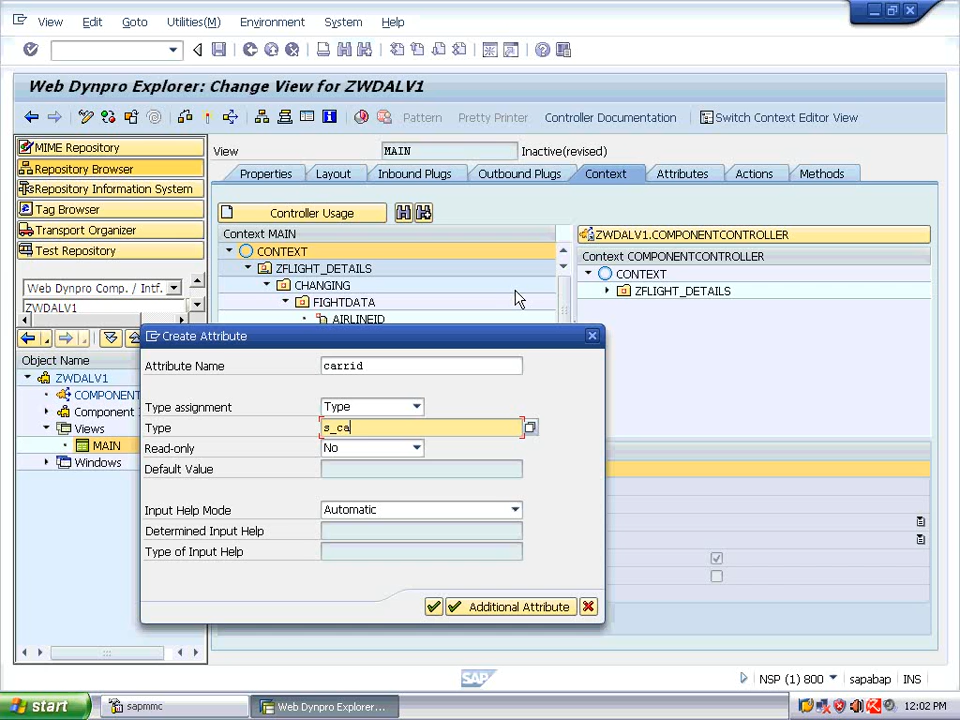 View Edit Goto Utilities(M) Environment System Help
Web Dynpro Explorer: Change View for ZWDALV1
Pattern Pretty Printer Controller Documentation Switch Context Editor View
MIME Repository
Repository Browser
Repository Information System
Tag Browser
Transport Organizer
Test Repository
Web Dynpro Comp. / Intf.
ZWDALV1
Object Name
ZWDALV1
COMPONENT
Component
Views
MAIN
Windows
View MAIN Inactive(revised)
Properties Layout Inbound Plugs Outbound Plugs Context Attributes Actions Methods
Controller Usage
Context MAIN
CONTEXT
ZFLIGHT_DETAILS
CHANGING
FIGHTDATA
AIRLINEID
ZWDALV1.COMPONENTCONTROLLER
Context COMPONENTCONTROLLER
CONTEXT
ZFLIGHT_DETAILS
Create Attribute
Attribute Name carrid
Type assignment Type
Type s_ca
Read-only No
Default Value
Input Help Mode Automatic
Determined Input Help
Type of Input Help
Additional Attribute
SAP
NSP (1) 800 sapabap INS
start sapmmc Web Dynpro Explorer... 12:02 PM